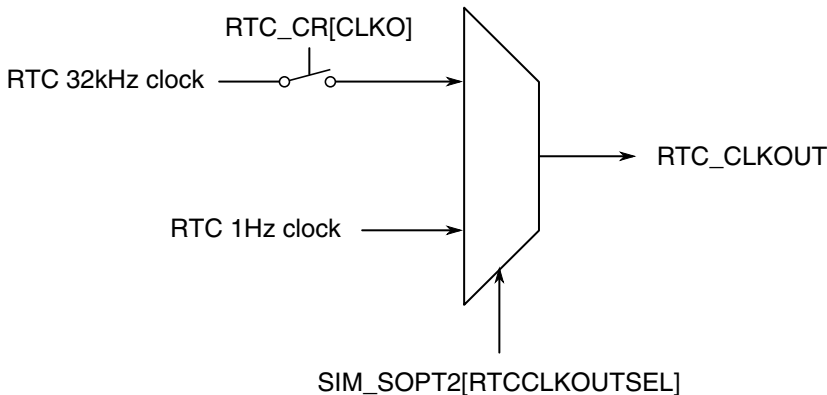 RTC_CR[CLKO]
RTC 32kHz clock
RTC_CLKOUT
RTC 1Hz clock
SIM_SOPT2[RTCCLKOUTSEL]